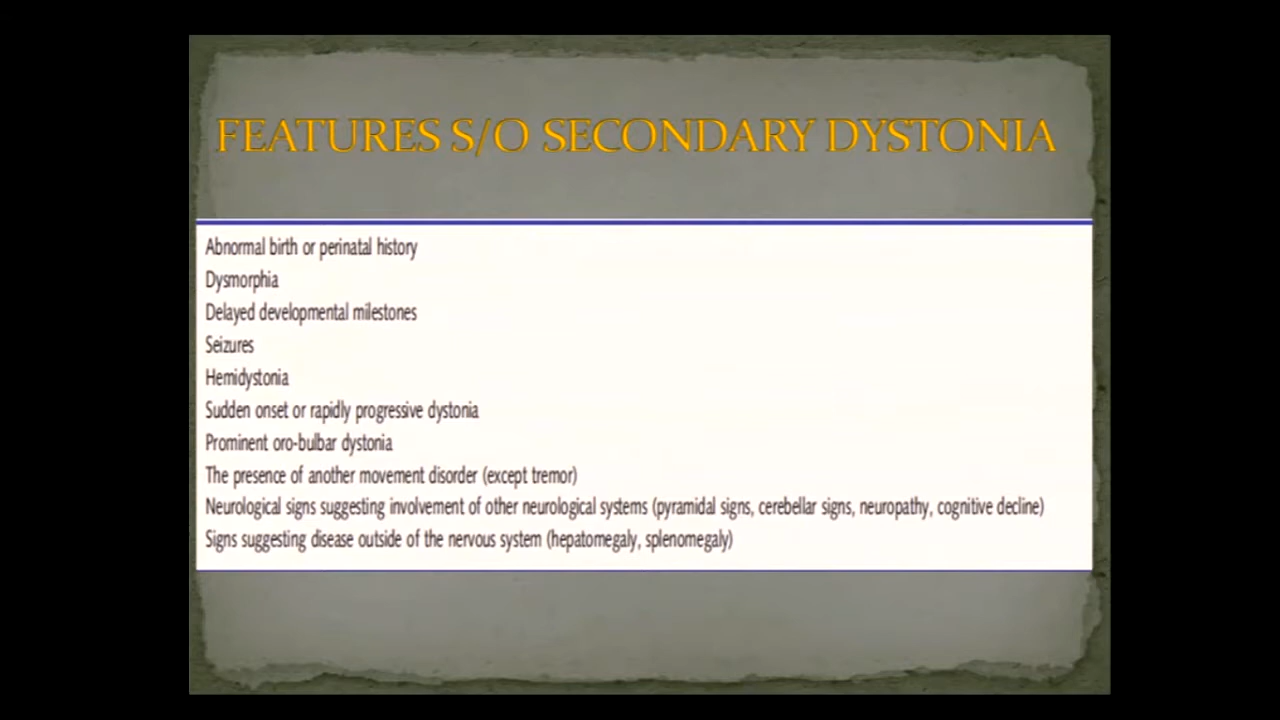 FEATURES S/O SECONDARY DYSTONIA
Abnormal birth or perinatal history
Dysmorphia
Delayed developmental milestones
Seizures
Hemidystonia
Sudden onset or rapidly progressive dystonia
Prominent oro-bulbar dystonia
The presence of another movement disorder (except tremor)
Neurological signs suggesting involvement of other neurological systems (pyramidal signs, cerebellar signs, neuropathy, cognitive decline)
Signs suggesting disease outside of the nervous system (hepatomegaly, splenomegaly)